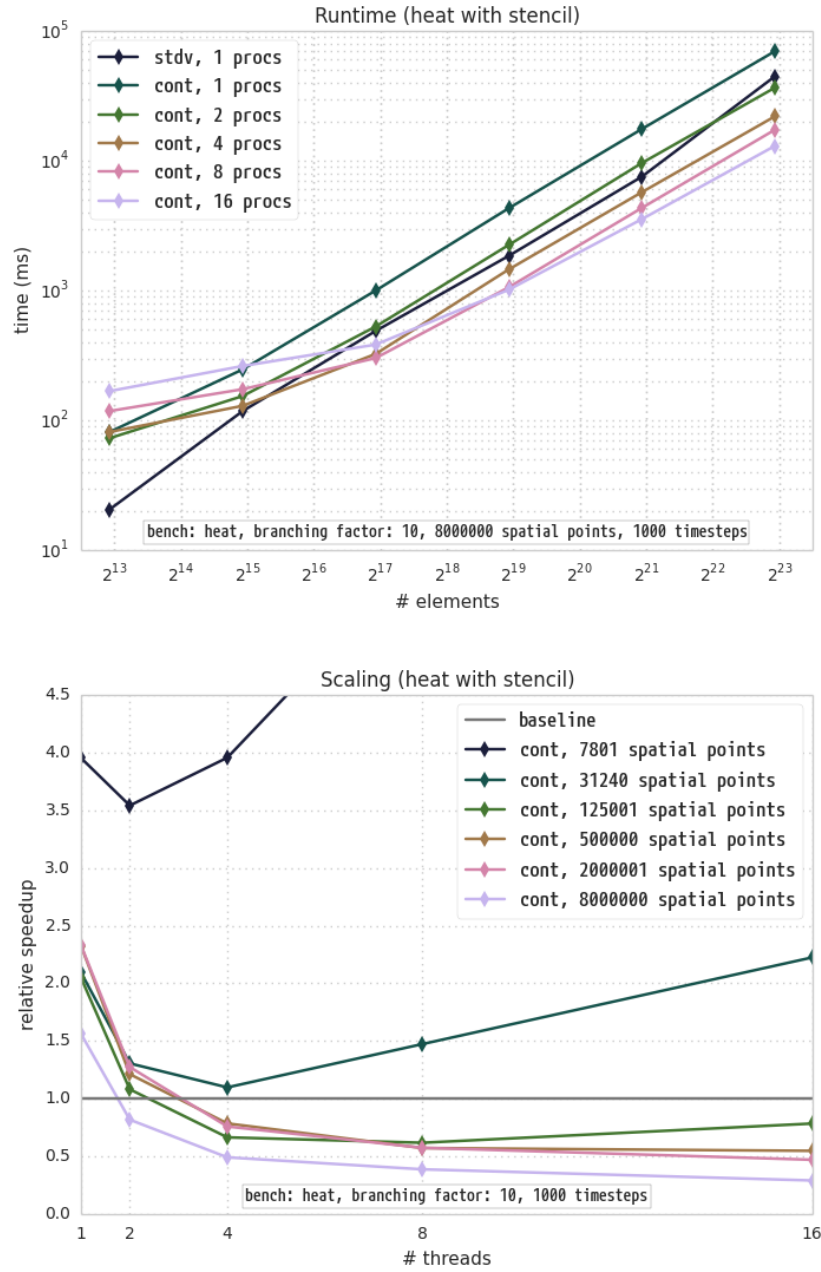 Runtime (heat with stencil)
10^5
10^4
10^3
10^2
10^1
time (ms)
stdv, 1 procs
cont, 1 procs
cont, 2 procs
cont, 4 procs
cont, 8 procs
cont, 16 procs
bench: heat, branching factor: 10, 8000000 spatial points, 1000 timesteps
2^13 2^14 2^15 2^16 2^17 2^18 2^19 2^20 2^21 2^22 2^23
# elements
Scaling (heat with stencil)
4.5
4.0
3.5
3.0
2.5
2.0
1.5
1.0
0.5
0.0
relative speedup
baseline
cont, 7801 spatial points
cont, 31240 spatial points
cont, 125001 spatial points
cont, 500000 spatial points
cont, 2000001 spatial points
cont, 8000000 spatial points
bench: heat, branching factor: 10, 1000 timesteps
1 2 4 8 16
# threads